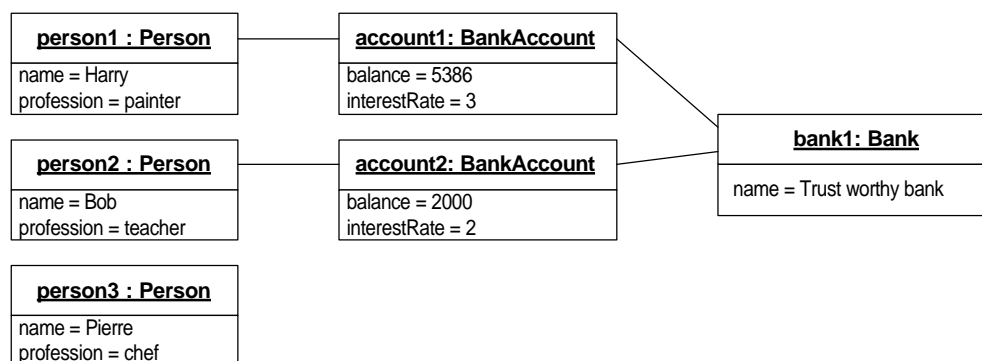 person1 : Person
name = Harry
profession = painter
account1: BankAccount
balance = 5386
interestRate = 3
person2 : Person
name = Bob
profession = teacher
account2: BankAccount
balance = 2000
interestRate = 2
bank1: Bank
name = Trust worthy bank
person3 : Person
name = Pierre
profession = chef